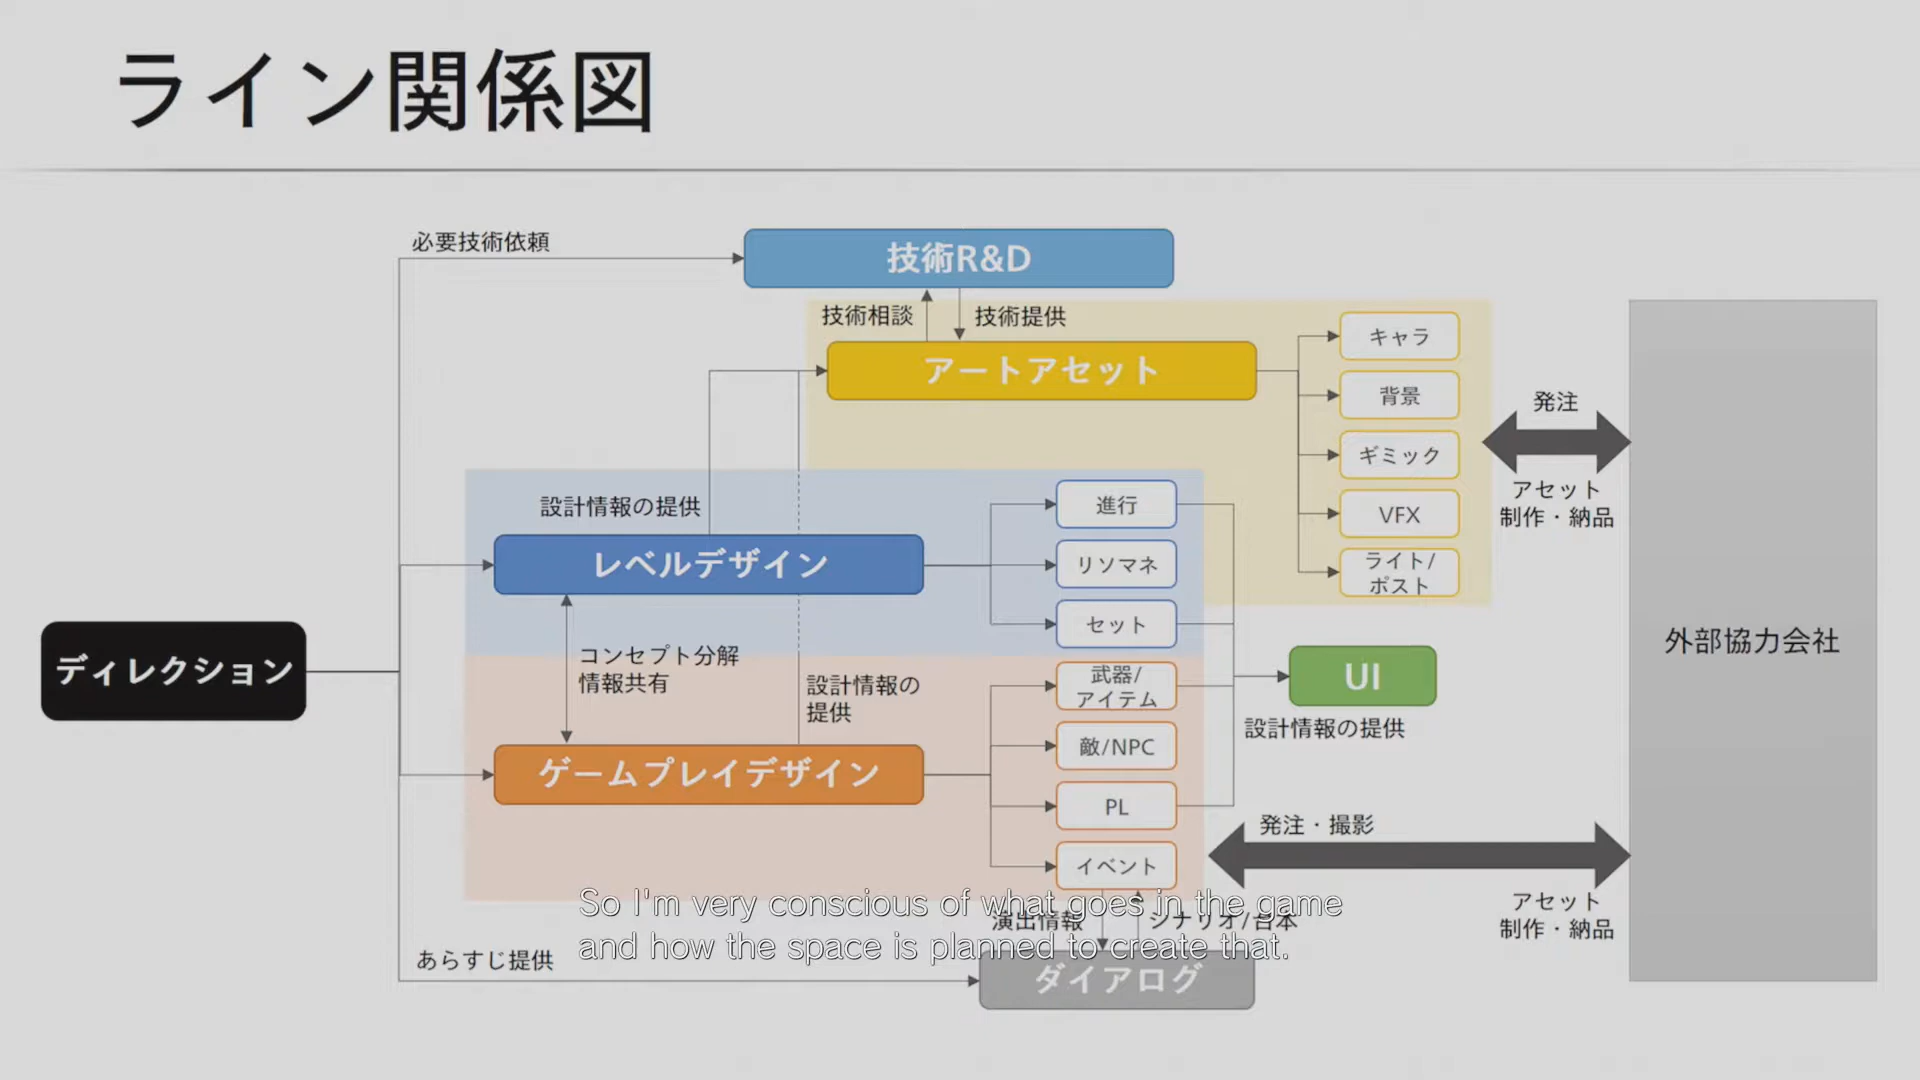 ライン関係図
必要技術依頼
技術R&D
技術相談
技術提供
アートアセット
キャラ
背景
ギミック
VFX
ライト/
ポスト
発注
アセット
制作・納品
設計情報の提供
レベルデザイン
進行
リソマネ
セット
ディレクション
コンセプト分解
情報共有
設計情報の
提供
ゲームプレイデザイン
武器/
アイテム
敵/NPC
PL
イベント
UI
設計情報の提供
外部協力会社
発注・撮影
アセット
制作・納品
演出情報
シナリオ/台本
So I'm very conscious of what goes in the game
and how the space is planned to create that.
あらすじ提供
ダイアログ